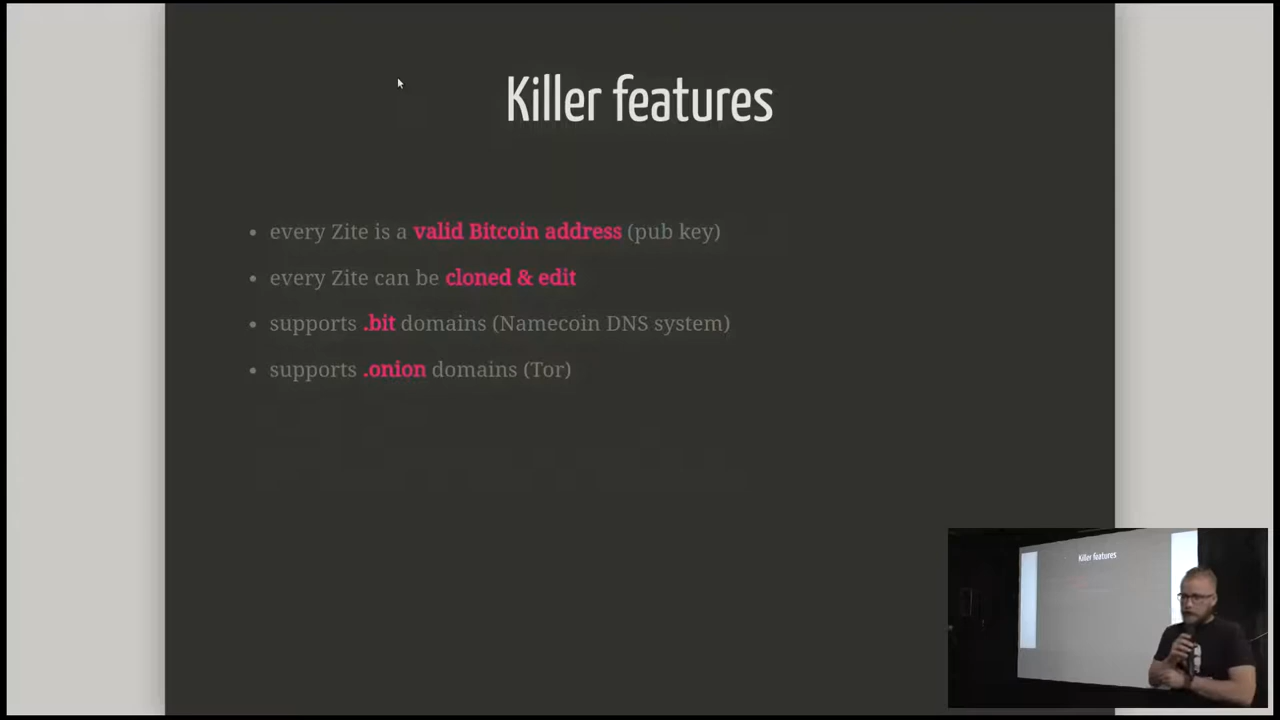 Killer features
every Zite is a valid Bitcoin address (pub key)
every Zite can be cloned & edit
supports .bit domains (Namecoin DNS system)
supports .onion domains (Tor)
Killer features